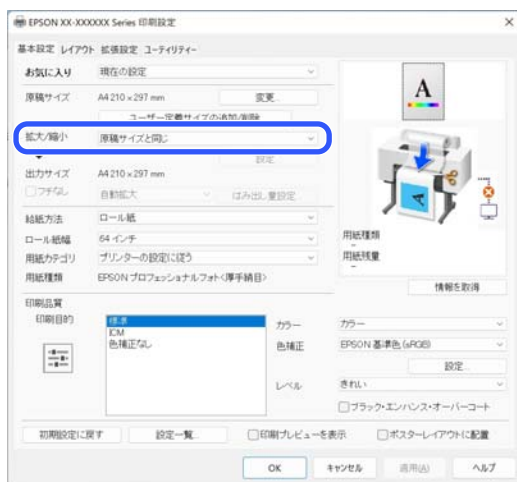 EPSON XX-XXXXXX Series 印刷設定
基本設定 レイアウト 拡張設定 ユーティリティー
お気に入り 現在の設定
原稿サイズ A4 210 x 297 mm 変更...
ユーザー定義サイズの追加/削除...
拡大/縮小 原稿サイズと同じ
設定...
出力サイズ A4 210 x 297 mm
フチなし 自動拡大 はみ出し量設定...
給紙方法 ロール紙
ロール紙幅 64 インチ
用紙カテゴリ プリンターの設定に従う
用紙種類 EPSON プロフェッショナルフォト<厚手絹目>
A
用紙種類
-
用紙残量
-
情報を取得
印刷品質
印刷目的 標準
ICM
色補正なし
カラー カラー
色補正 EPSON 基準色 (sRGB)
設定...
レベル きれい
ブラック・エンハンス・オーバーコート
初期設定に戻す 設定一覧... 印刷プレビューを表示 ポスターレイアウトに配置
OK キャンセル 適用(A) ヘルプ